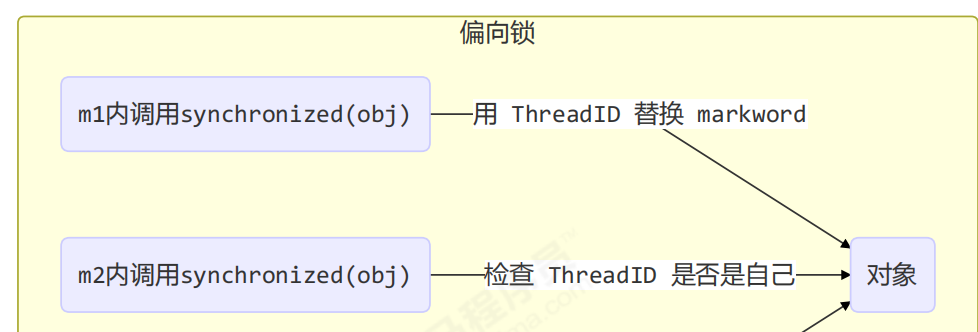 偏向锁
m1内调用synchronized(obj)
用 ThreadID 替换 markword
m2内调用synchronized(obj)
检查 ThreadID 是否是自己
对象